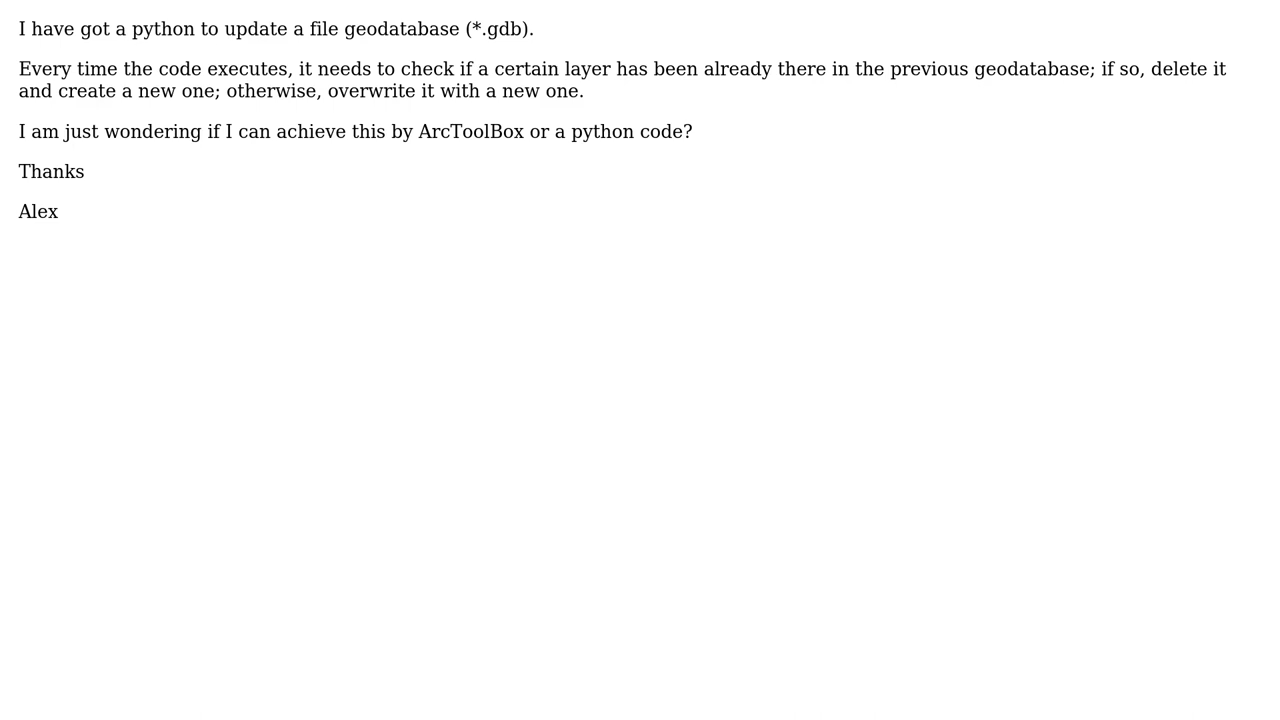 I have got a python to update a file geodatabase (*.gdb).
Every time the code executes, it needs to check if a certain layer has been already there in the previous geodatabase; if so, delete it
and create a new one; otherwise, overwrite it with a new one.
I am just wondering if I can achieve this by ArcToolBox or a python code?
Thanks
Alex